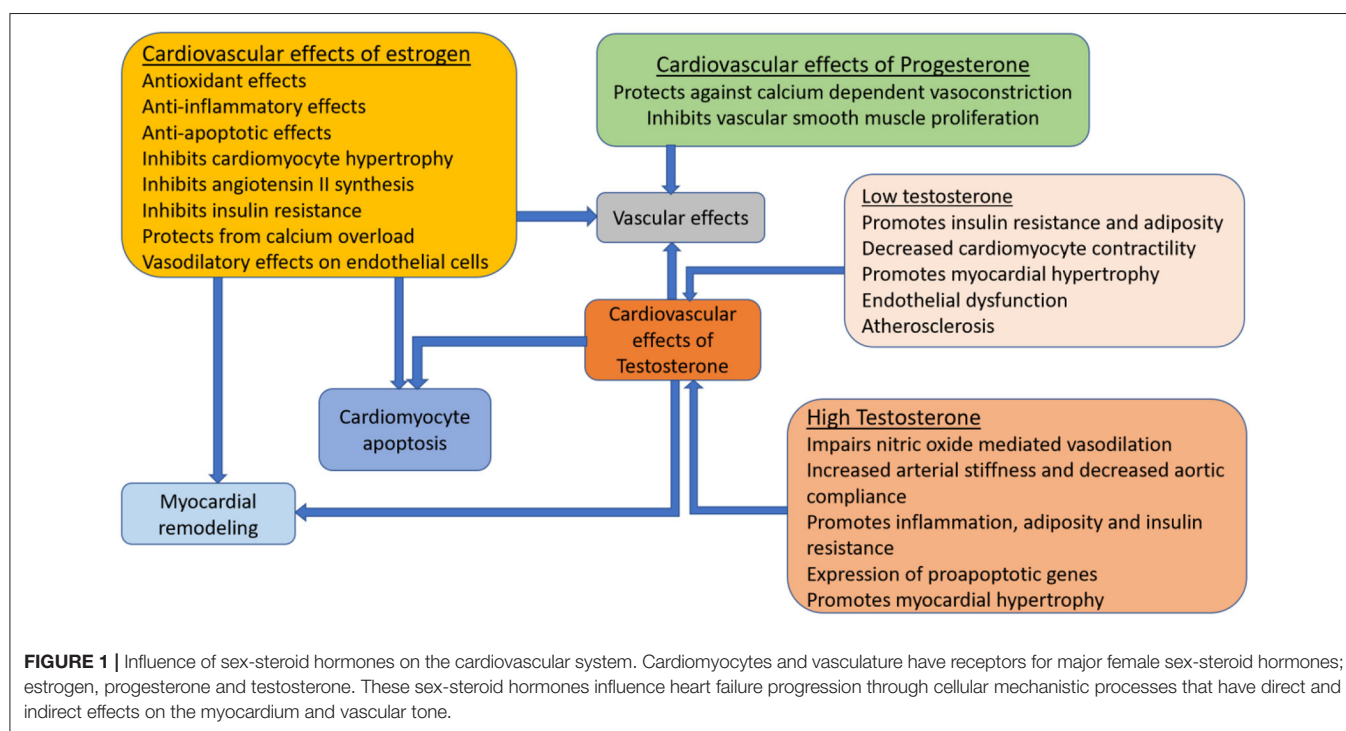 Cardiovascular effects of estrogen
Antioxidant effects
Anti-inflammatory effects
Anti-apoptotic effects
Inhibits cardiomyocyte hypertrophy
Inhibits angiotensin II synthesis
Inhibits insulin resistance
Protects from calcium overload
Vasodilatory effects on endothelial cells
Cardiovascular effects of Progesterone
Protects against calcium dependent vasoconstriction
Inhibits vascular smooth muscle proliferation
Vascular effects
Low testosterone
Promotes insulin resistance and adiposity
Decreased cardiomyocyte contractility
Promotes myocardial hypertrophy
Endothelial dysfunction
Atherosclerosis
Cardiovascular
effects of
Testosterone
Cardiomyocyte
apoptosis
High Testosterone
Impairs nitric oxide mediated vasodilation
Increased arterial stiffness and decreased aortic
compliance
Promotes inflammation, adiposity and insulin
resistance
Expression of proapoptotic genes
Promotes myocardial hypertrophy
Myocardial
remodeling
FIGURE 1 | Influence of sex-steroid hormones on the cardiovascular system. Cardiomyocytes and vasculature have receptors for major female sex-steroid hormones;
estrogen, progesterone and testosterone. These sex-steroid hormones influence heart failure progression through cellular mechanistic processes that have direct and
indirect effects on the myocardium and vascular tone.